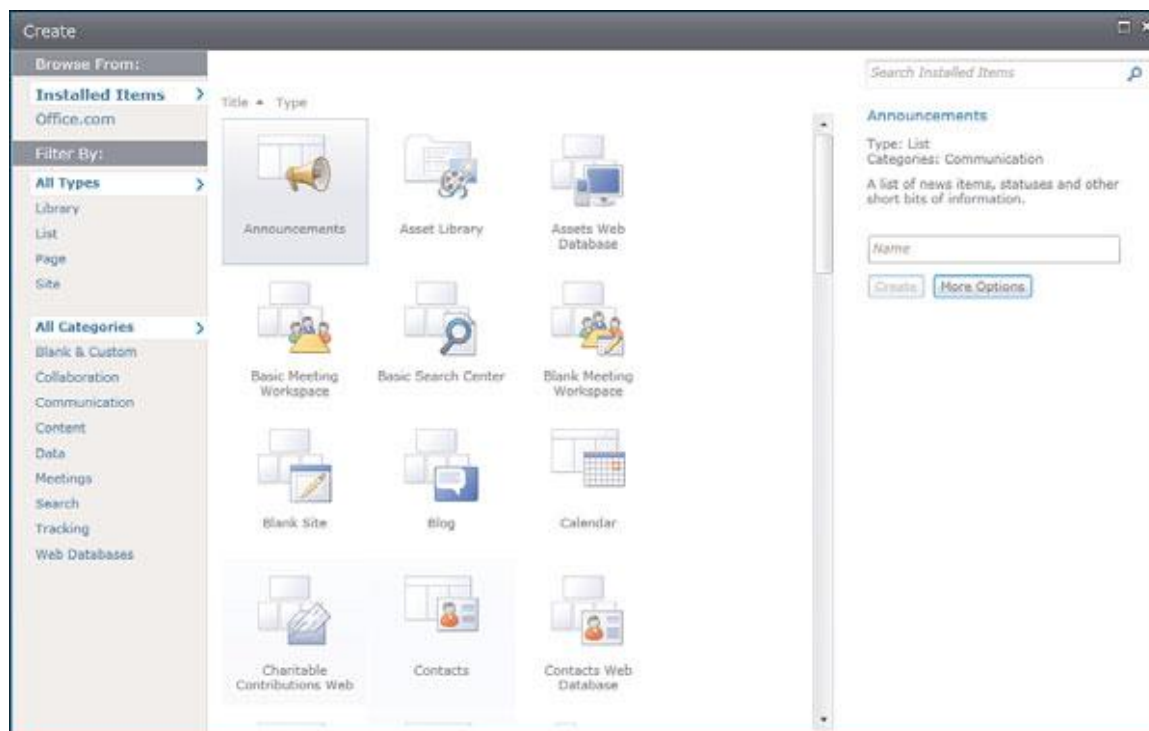 Create
Browse From:
Installed Items
Office.com
Filter By:
All Types
Library
List
Page
Site
All Categories
Blank & Custom
Collaboration
Communication
Content
Data
Meetings
Search
Tracking
Web Databases
Title Type
Announcements
Asset Library
Assets Web
Database
Basic Meeting
Workspace
Basic Search Center
Blank Meeting
Workspace
Blank Site
Blog
Calendar
Charitable
Contributions Web
Contacts
Contacts Web
Database
Search Installed Items
Announcements
Type: List
Categories: Communication
A list of news items, statuses and other
short bits of information.
Name
Create
More Options